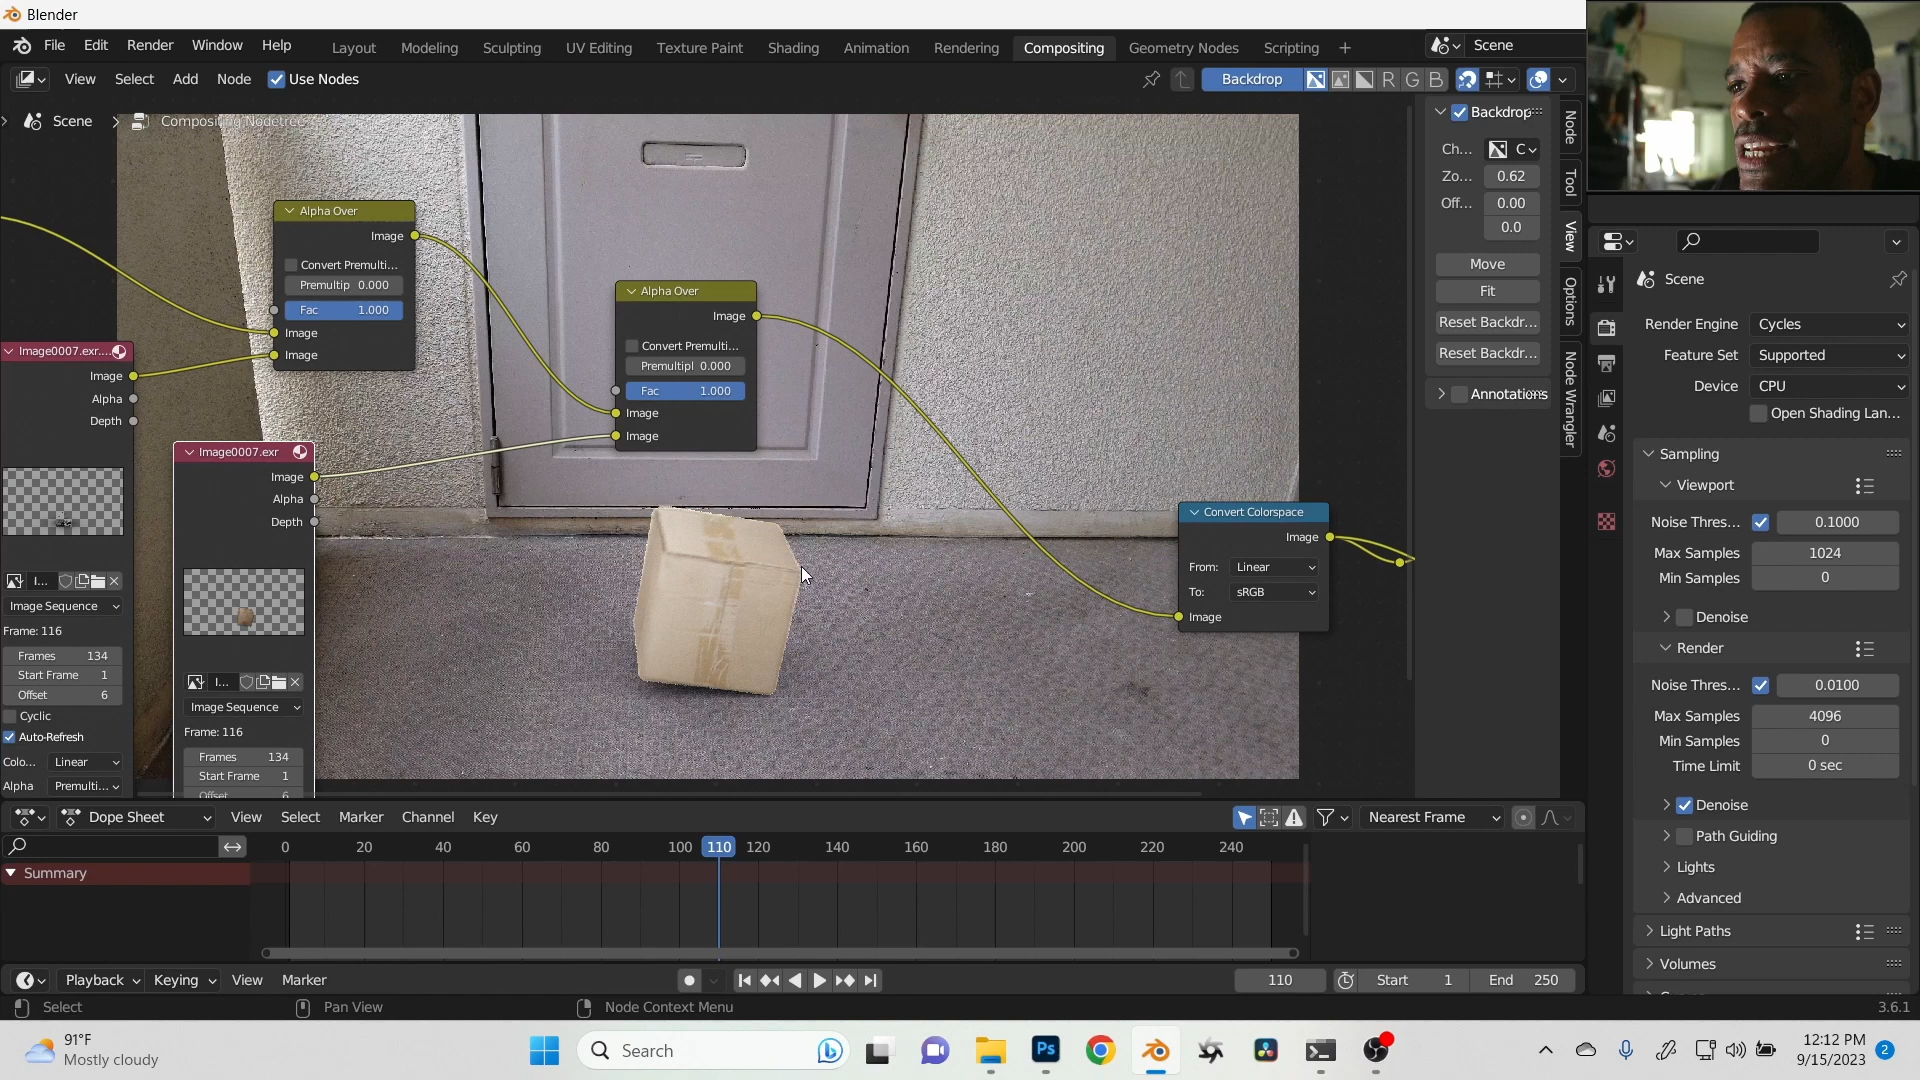 Blender
File Edit Render Window Help
Layout Modeling Sculpting UV Editing Texture Paint Shading Animation Rendering Compositing Geometry Nodes Scripting +
Scene
View Select Add Node Use Nodes
Backdrop R G B
Scene > Compositing Nodetree
Backdrop
Ch... C
Zo... 0.62
Off... 0.00
0.0
Move
Fit
Reset Backdr...
Reset Backdr...
Annotations
Node
Tool
View
Options
Node Wrangler
Alpha Over
Image
Convert Premulti...
Premultip 0.000
Fac 1.000
Image
Image
Alpha Over
Image
Convert Premulti...
Premultipl 0.000
Fac 1.000
Image
Image
Image0007.exr....
Image
Alpha
Depth
I...
Image Sequence
Frame: 116
Frames 134
Start Frame 1
Offset 6
Cyclic
Auto-Refresh
Colo... Linear
Alpha Premulti...
Image0007.exr
Image
Alpha
Depth
I...
Image Sequence
Frame: 116
Frames 134
Start Frame 1
Offset 6
Convert Colorspace
Image
From: Linear
To: sRGB
Image
Scene
Render Engine Cycles
Feature Set Supported
Device CPU
Open Shading Lan...
Sampling
Viewport
Noise Thres... 0.1000
Max Samples 1024
Min Samples 0
Denoise
Render
Noise Thres... 0.0100
Max Samples 4096
Min Samples 0
Time Limit 0 sec
Denoise
Path Guiding
Lights
Advanced
Light Paths
Volumes
Dope Sheet View Select Marker Channel Key Nearest Frame
0 20 40 60 80 100 110 120 140 160 180 200 220 240
Summary
Playback Keying View Marker 110 Start 1 End 250
Select Pan View Node Context Menu 3.6.1
91°F
Mostly cloudy
Search
Ps
12:12 PM
9/15/2023
2